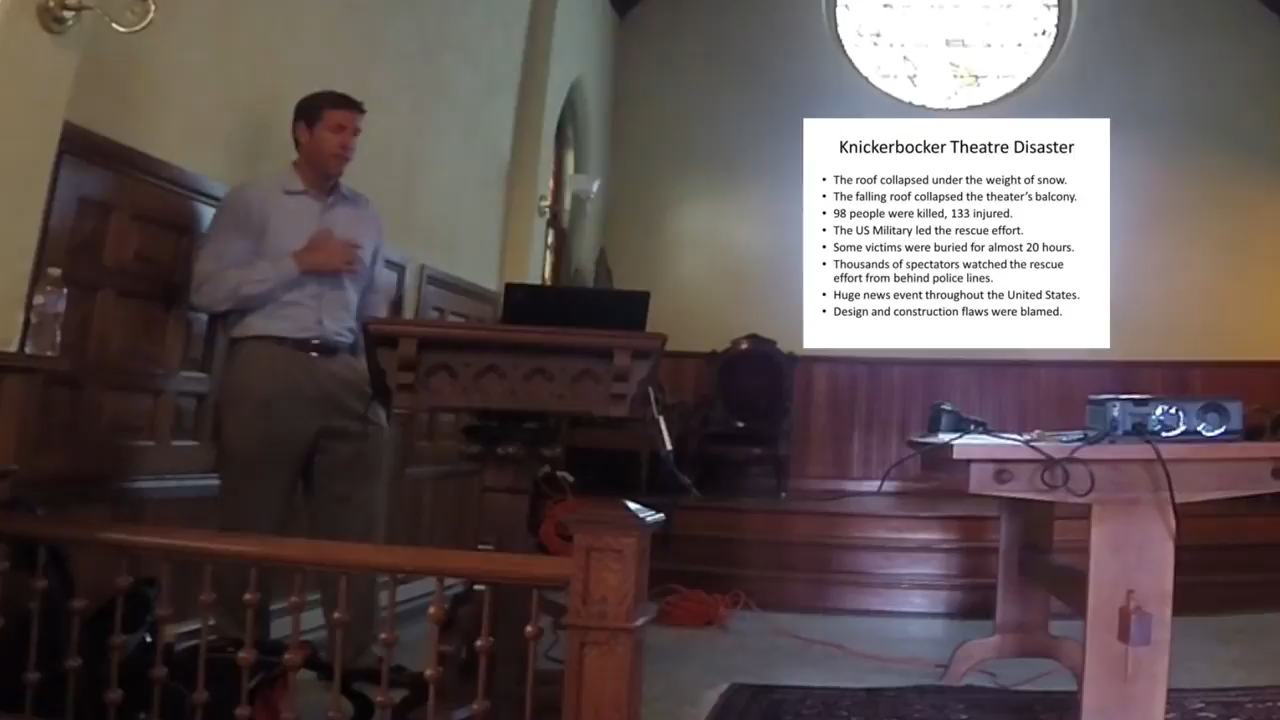 Knickerbocker Theatre Disaster
• The roof collapsed under the weight of snow.
• The falling roof collapsed the theater's balcony.
• 98 people were killed, 133 injured.
• The US Military led the rescue effort.
• Some victims were buried for almost 20 hours.
• Thousands of spectators watched the rescue
effort from behind police lines.
• Huge news event throughout the United States.
• Design and construction flaws were blamed.